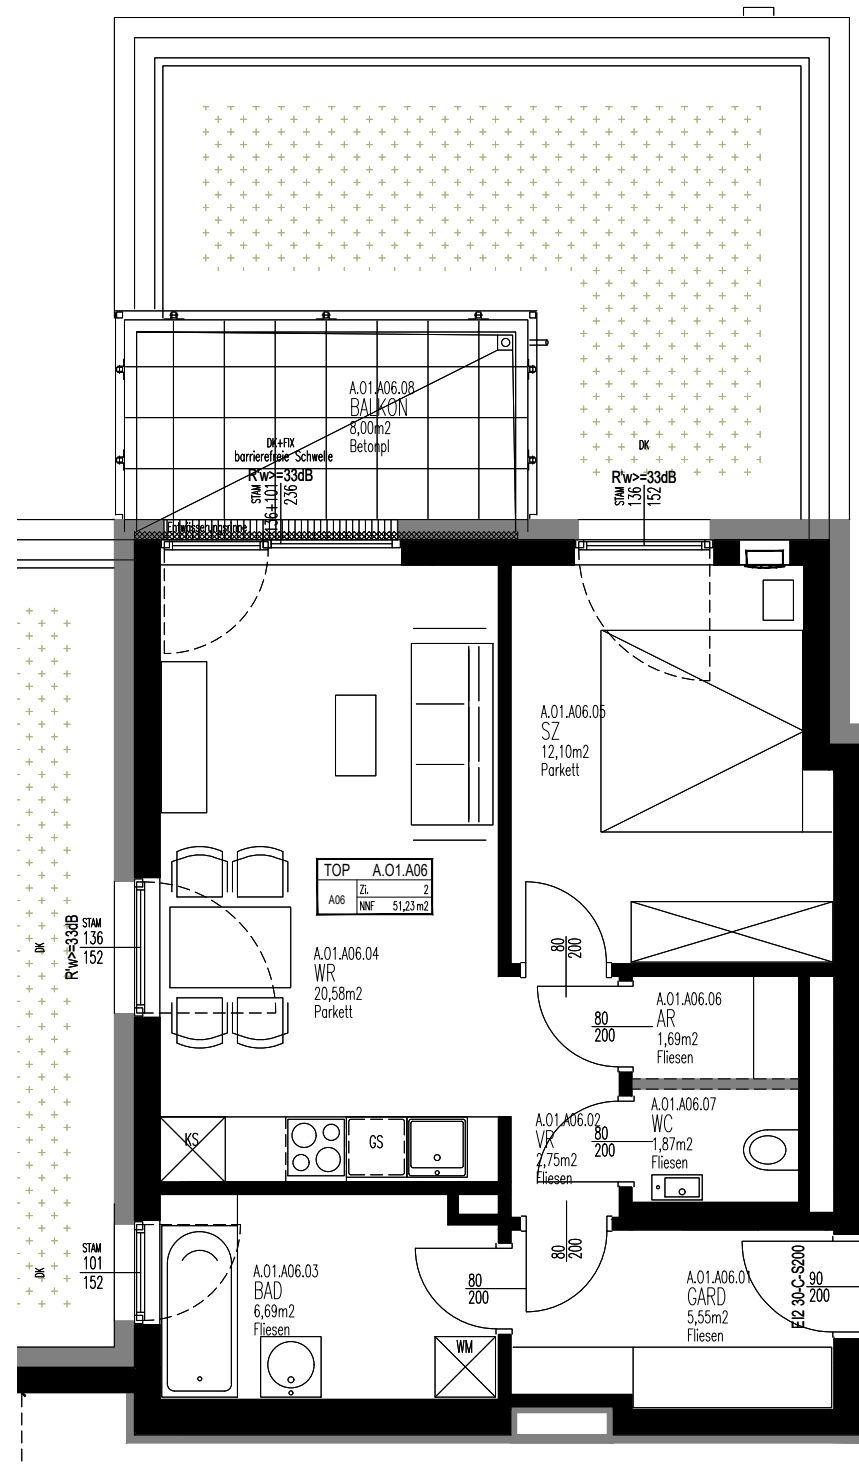 A.01.A06.08
BALKON
8,00m2
Betonpl
DK+FIX
barrierefreie Schwelle
R'w>=33dB
STAM
136+101
236
Entwässerungsrinne
DK
R'w>=33dB
STAM
136
152
A.01.A06.05
SZ
12,10m2
Parkett
TOP A.01.A06
A06
Zi. 2
NNF 51,23 m2
DK
R'w>=33dB
STAM
136
152
A.01.A06.04
WR
20,58m2
Parkett
80
200
80
200
A.01.A06.06
AR
1,69m2
Fliesen
KS
GS
A.01.A06.02
VR
2,75m2
Fliesen
80
200
A.01.A06.07
WC
1,87m2
Fliesen
80
200
DK
STAM
101
152
A.01.A06.03
BAD
6,69m2
Fliesen
80
200
WM
A.01.A06.01
GARD
5,55m2
Fliesen
EI2 30-C-S200
90
200